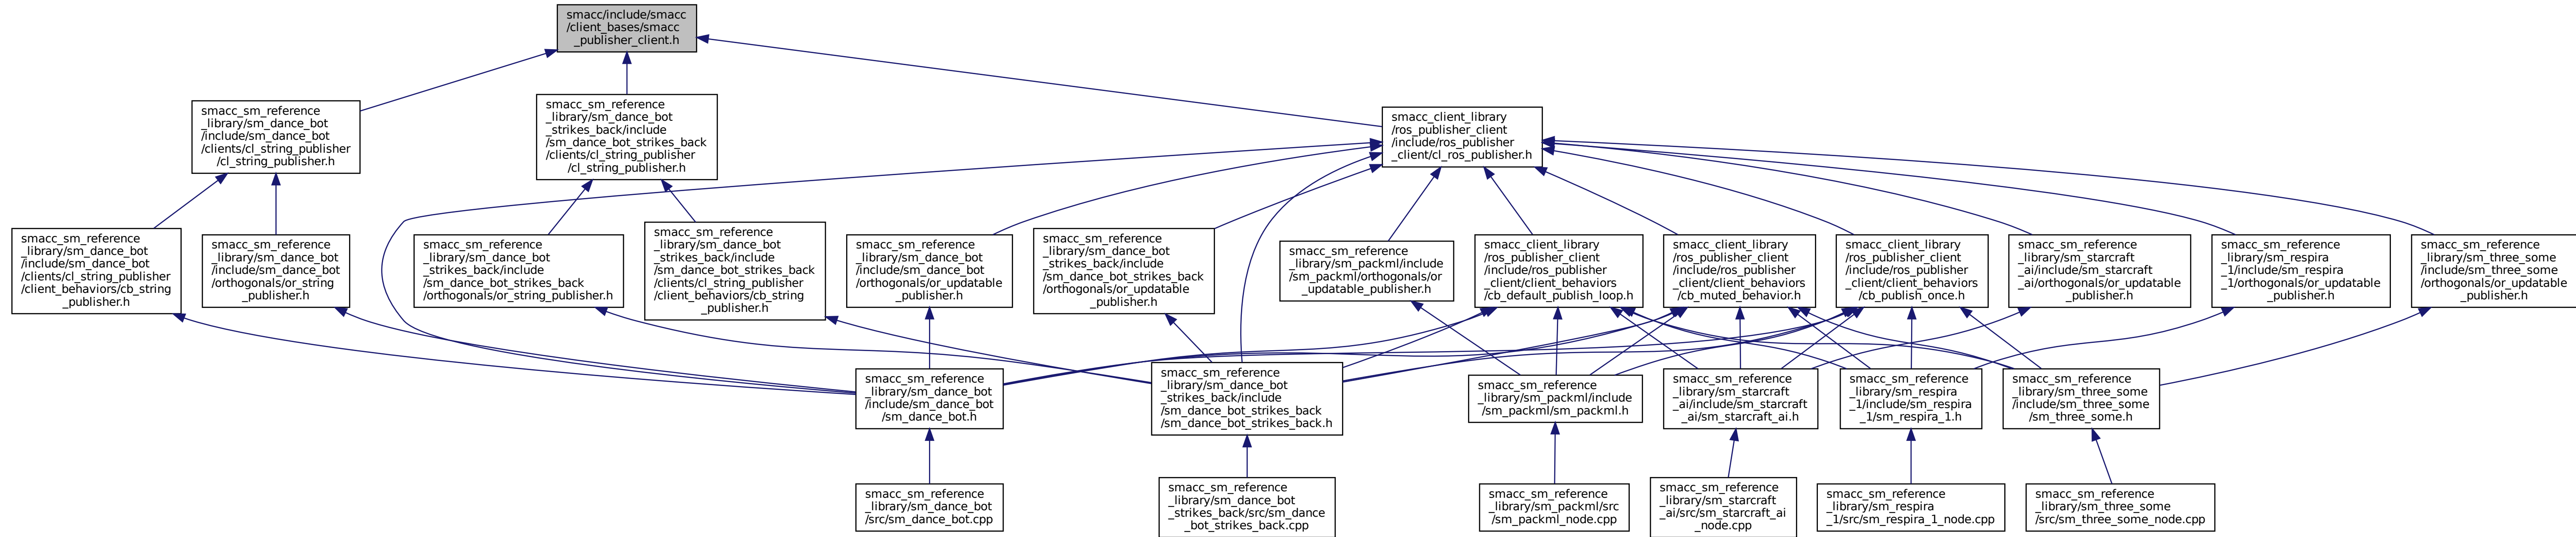 smacc/include/smacc
/client_bases/smacc
_publisher_client.h
smacc_sm_reference
_library/sm_dance_bot
/include/sm_dance_bot
/clients/cl_string_publisher
/cl_string_publisher.h
smacc_sm_reference
_library/sm_dance_bot
_strikes_back/include
/sm_dance_bot_strikes_back
/clients/cl_string_publisher
/cl_string_publisher.h
smacc_client_library
/ros_publisher_client
/include/ros_publisher
_client/cl_ros_publisher.h
smacc_sm_reference
_library/sm_dance_bot
/include/sm_dance_bot
/clients/cl_string_publisher
/client_behaviors/cb_string
_publisher.h
smacc_sm_reference
_library/sm_dance_bot
/include/sm_dance_bot
/orthogonals/or_string
_publisher.h
smacc_sm_reference
_library/sm_dance_bot
_strikes_back/include
/sm_dance_bot_strikes_back
/orthogonals/or_string_publisher.h
smacc_sm_reference
_library/sm_dance_bot
_strikes_back/include
/sm_dance_bot_strikes_back
/clients/cl_string_publisher
/client_behaviors/cb_string
_publisher.h
smacc_sm_reference
_library/sm_dance_bot
/include/sm_dance_bot
/orthogonals/or_updatable
_publisher.h
smacc_sm_reference
_library/sm_dance_bot
_strikes_back/include
/sm_dance_bot_strikes_back
/orthogonals/or_updatable
_publisher.h
smacc_sm_reference
_library/sm_packml/include
/sm_packml/orthogonals/or
_updatable_publisher.h
smacc_client_library
/ros_publisher_client
/include/ros_publisher
_client/client_behaviors
/cb_default_publish_loop.h
smacc_client_library
/ros_publisher_client
/include/ros_publisher
_client/client_behaviors
/cb_muted_behavior.h
smacc_client_library
/ros_publisher_client
/include/ros_publisher
_client/client_behaviors
/cb_publish_once.h
smacc_sm_reference
_library/sm_starcraft
_ai/include/sm_starcraft
_ai/orthogonals/or_updatable
_publisher.h
smacc_sm_reference
_library/sm_respira
_1/include/sm_respira
_1/orthogonals/or_updatable
_publisher.h
smacc_sm_reference
_library/sm_three_some
/include/sm_three_some
/orthogonals/or_updatable
_publisher.h
smacc_sm_reference
_library/sm_dance_bot
/include/sm_dance_bot
/sm_dance_bot.h
smacc_sm_reference
_library/sm_dance_bot
_strikes_back/include
/sm_dance_bot_strikes_back
/sm_dance_bot_strikes_back.h
smacc_sm_reference
_library/sm_packml/include
/sm_packml/sm_packml.h
smacc_sm_reference
_library/sm_starcraft
_ai/include/sm_starcraft
_ai/sm_starcraft_ai.h
smacc_sm_reference
_library/sm_respira
_1/include/sm_respira
_1/sm_respira_1.h
smacc_sm_reference
_library/sm_three_some
/include/sm_three_some
/sm_three_some.h
smacc_sm_reference
_library/sm_dance_bot
/src/sm_dance_bot.cpp
smacc_sm_reference
_library/sm_dance_bot
_strikes_back/src/sm_dance
_bot_strikes_back.cpp
smacc_sm_reference
_library/sm_packml/src
/sm_packml_node.cpp
smacc_sm_reference
_library/sm_starcraft
_ai/src/sm_starcraft_ai
_node.cpp
smacc_sm_reference
_library/sm_respira
_1/src/sm_respira_1_node.cpp
smacc_sm_reference
_library/sm_three_some
/src/sm_three_some_node.cpp